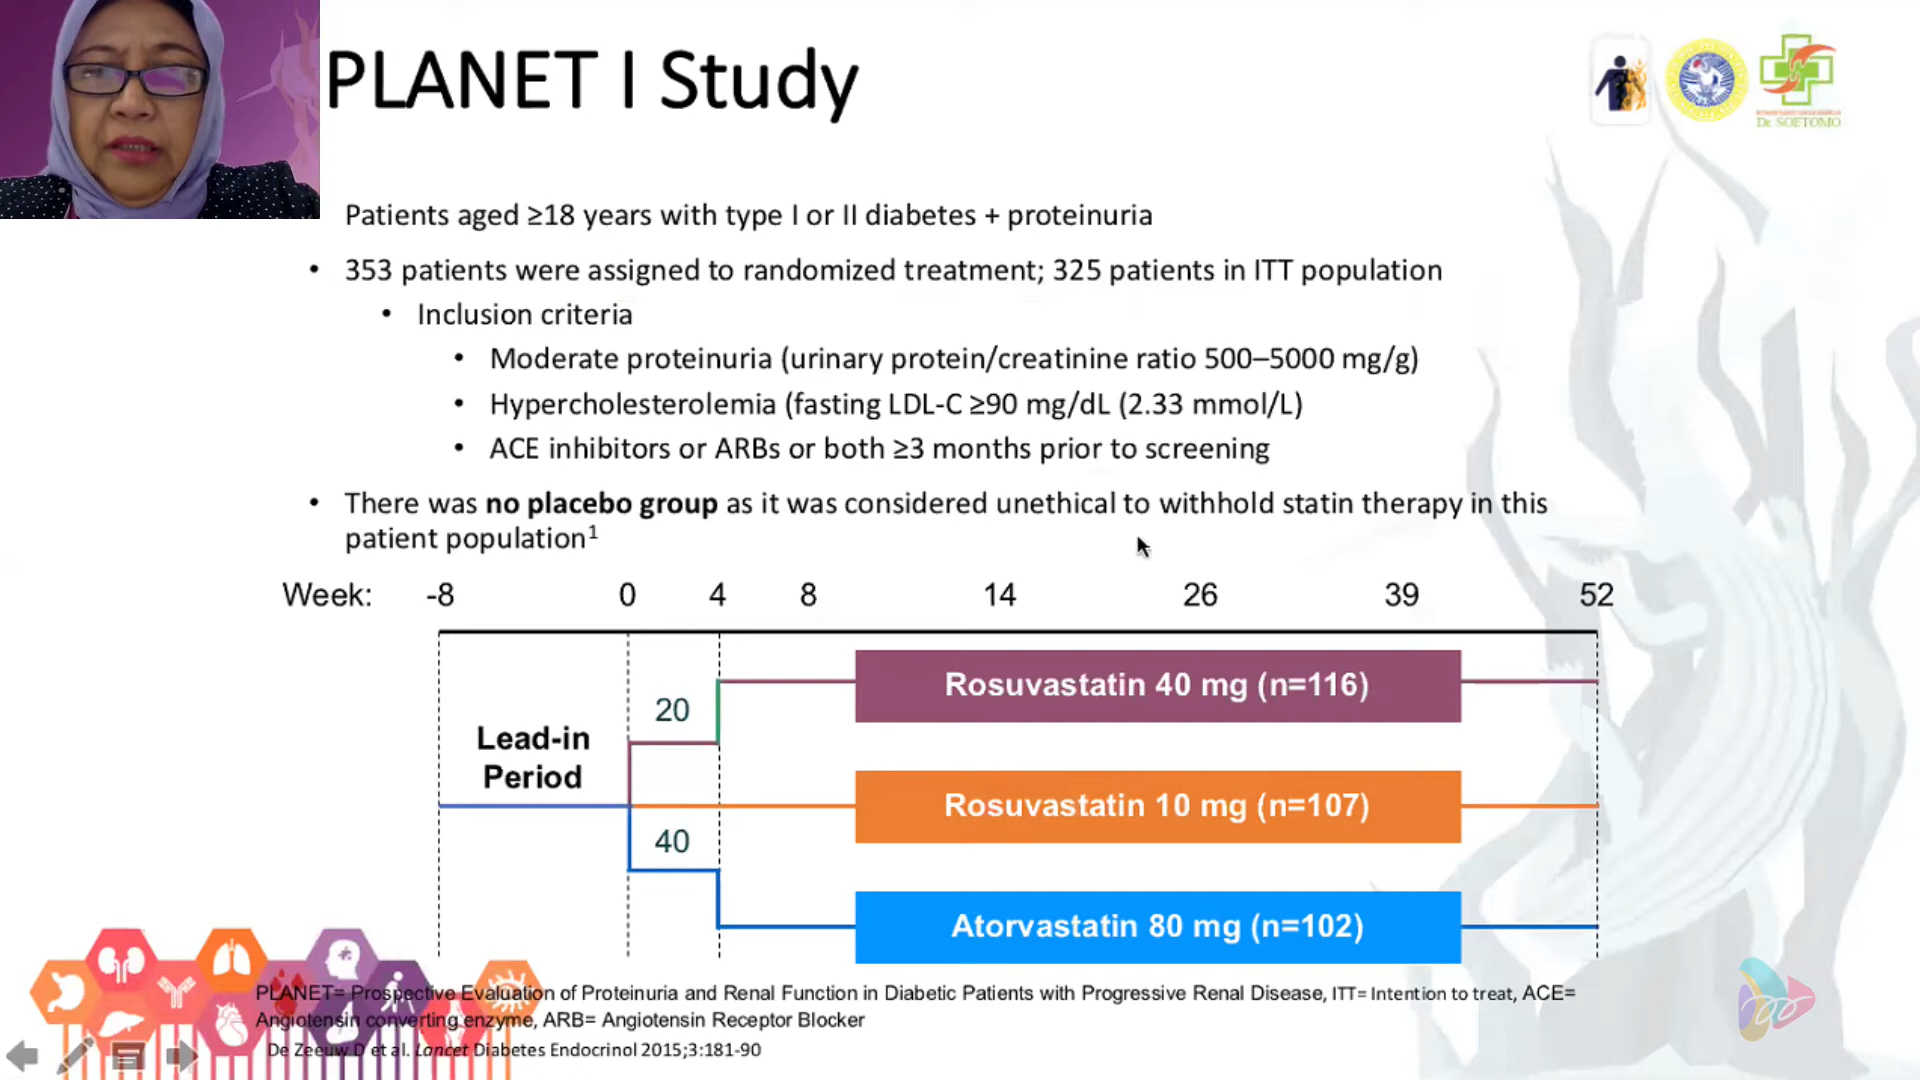 PLANET I Study
Dr. SOETOMO
Patients aged ≥18 years with type I or II diabetes + proteinuria
• 353 patients were assigned to randomized treatment; 325 patients in ITT population
• Inclusion criteria
• Moderate proteinuria (urinary protein/creatinine ratio 500–5000 mg/g)
• Hypercholesterolemia (fasting LDL-C ≥90 mg/dL (2.33 mmol/L)
• ACE inhibitors or ARBs or both ≥3 months prior to screening
• There was no placebo group as it was considered unethical to withhold statin therapy in this
patient population¹
Week: -8 0 4 8 14 26 39 52
Rosuvastatin 40 mg (n=116)
20
Lead-in
Period
Rosuvastatin 10 mg (n=107)
40
Atorvastatin 80 mg (n=102)
PLANET= Prospective Evaluation of Proteinuria and Renal Function in Diabetic Patients with Progressive Renal Disease, ITT= Intention to treat, ACE=
Angiotensin converting enzyme, ARB= Angiotensin Receptor Blocker
De Zeeuw D et al. Lancet Diabetes Endocrinol 2015;3:181-90